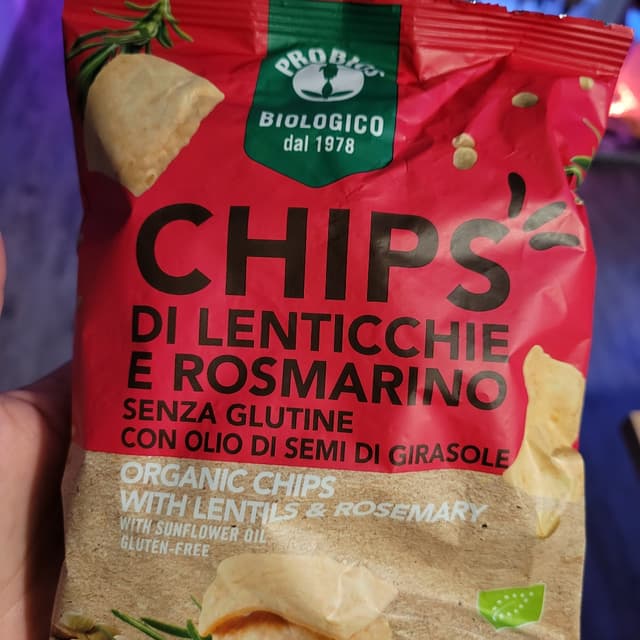 PROBIOS
BIOLOGICO
dal 1978
CHIPS
DI LENTICCHIE
E ROSMARINO
SENZA GLUTINE
CON OLIO DI SEMI DI GIRASOLE
ORGANIC CHIPS
WITH LENTILS & ROSEMARY
WITH SUNFLOWER OIL
GLUTEN-FREE